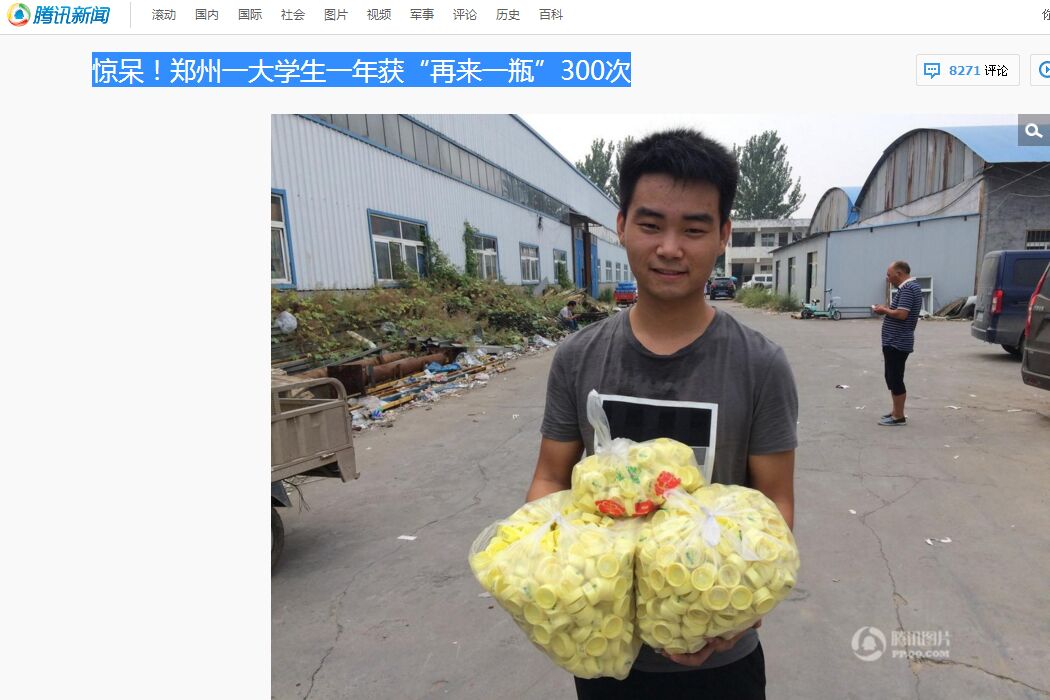 腾讯新闻
滚动 国内 国际 社会 图片 视频 军事 评论 历史 百科
惊呆！郑州一大学生一年获“再来一瓶”300次
8271 评论
腾讯图片
PP.QQ.COM